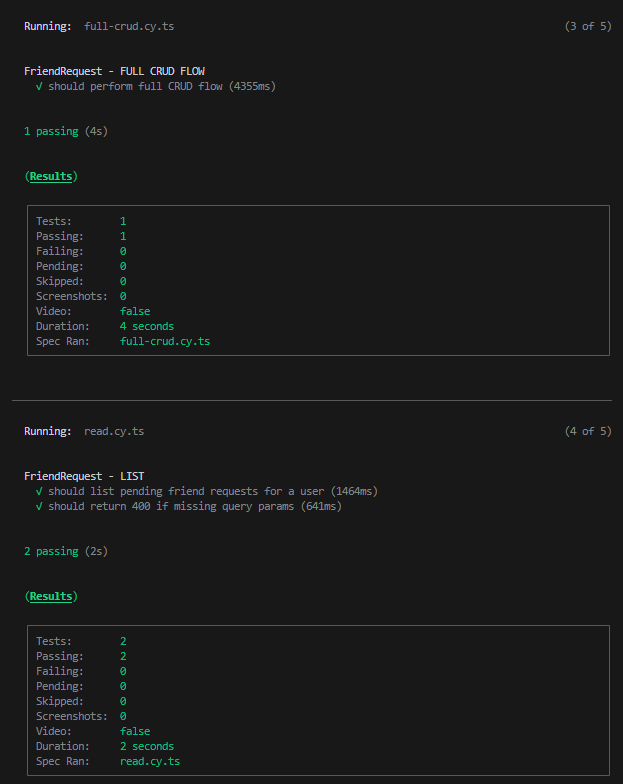 Running:  full-crud.cy.ts (3 of 5)
FriendRequest - FULL CRUD FLOW
√ should perform full CRUD flow (4355ms)
1 passing (4s)
(Results)
Tests: 1
Passing: 1
Failing: 0
Pending: 0
Skipped: 0
Screenshots: 0
Video: false
Duration: 4 seconds
Spec Ran: full-crud.cy.ts
Running:  read.cy.ts (4 of 5)
FriendRequest - LIST
√ should list pending friend requests for a user (1464ms)
√ should return 400 if missing query params (641ms)
2 passing (2s)
(Results)
Tests: 2
Passing: 2
Failing: 0
Pending: 0
Skipped: 0
Screenshots: 0
Video: false
Duration: 2 seconds
Spec Ran: read.cy.ts